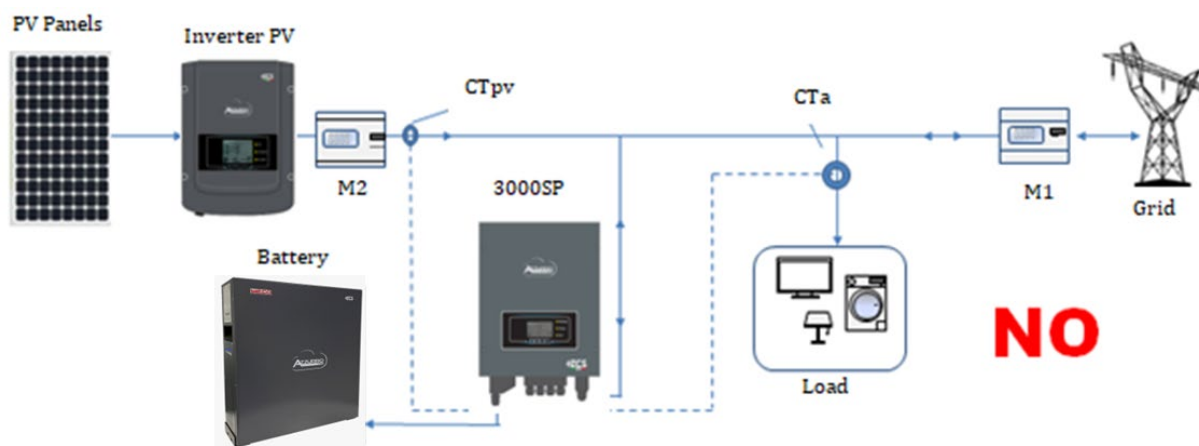 PV Panels
Inverter PV
CTpv
CTa
M2
3000SP
M1
Grid
Battery
Load
NO